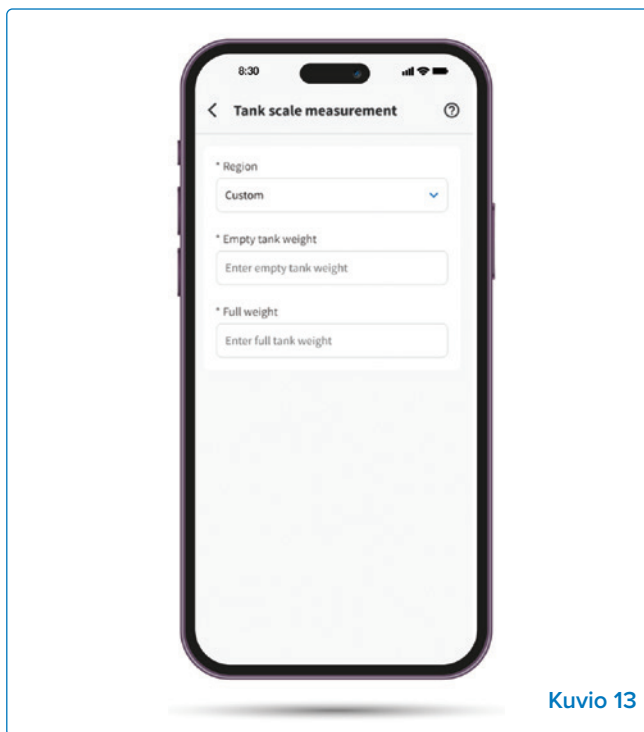 8:30
Tank scale measurement
* Region
Custom
* Empty tank weight
Enter empty tank weight
* Full weight
Enter full tank weight
Kuvio 13